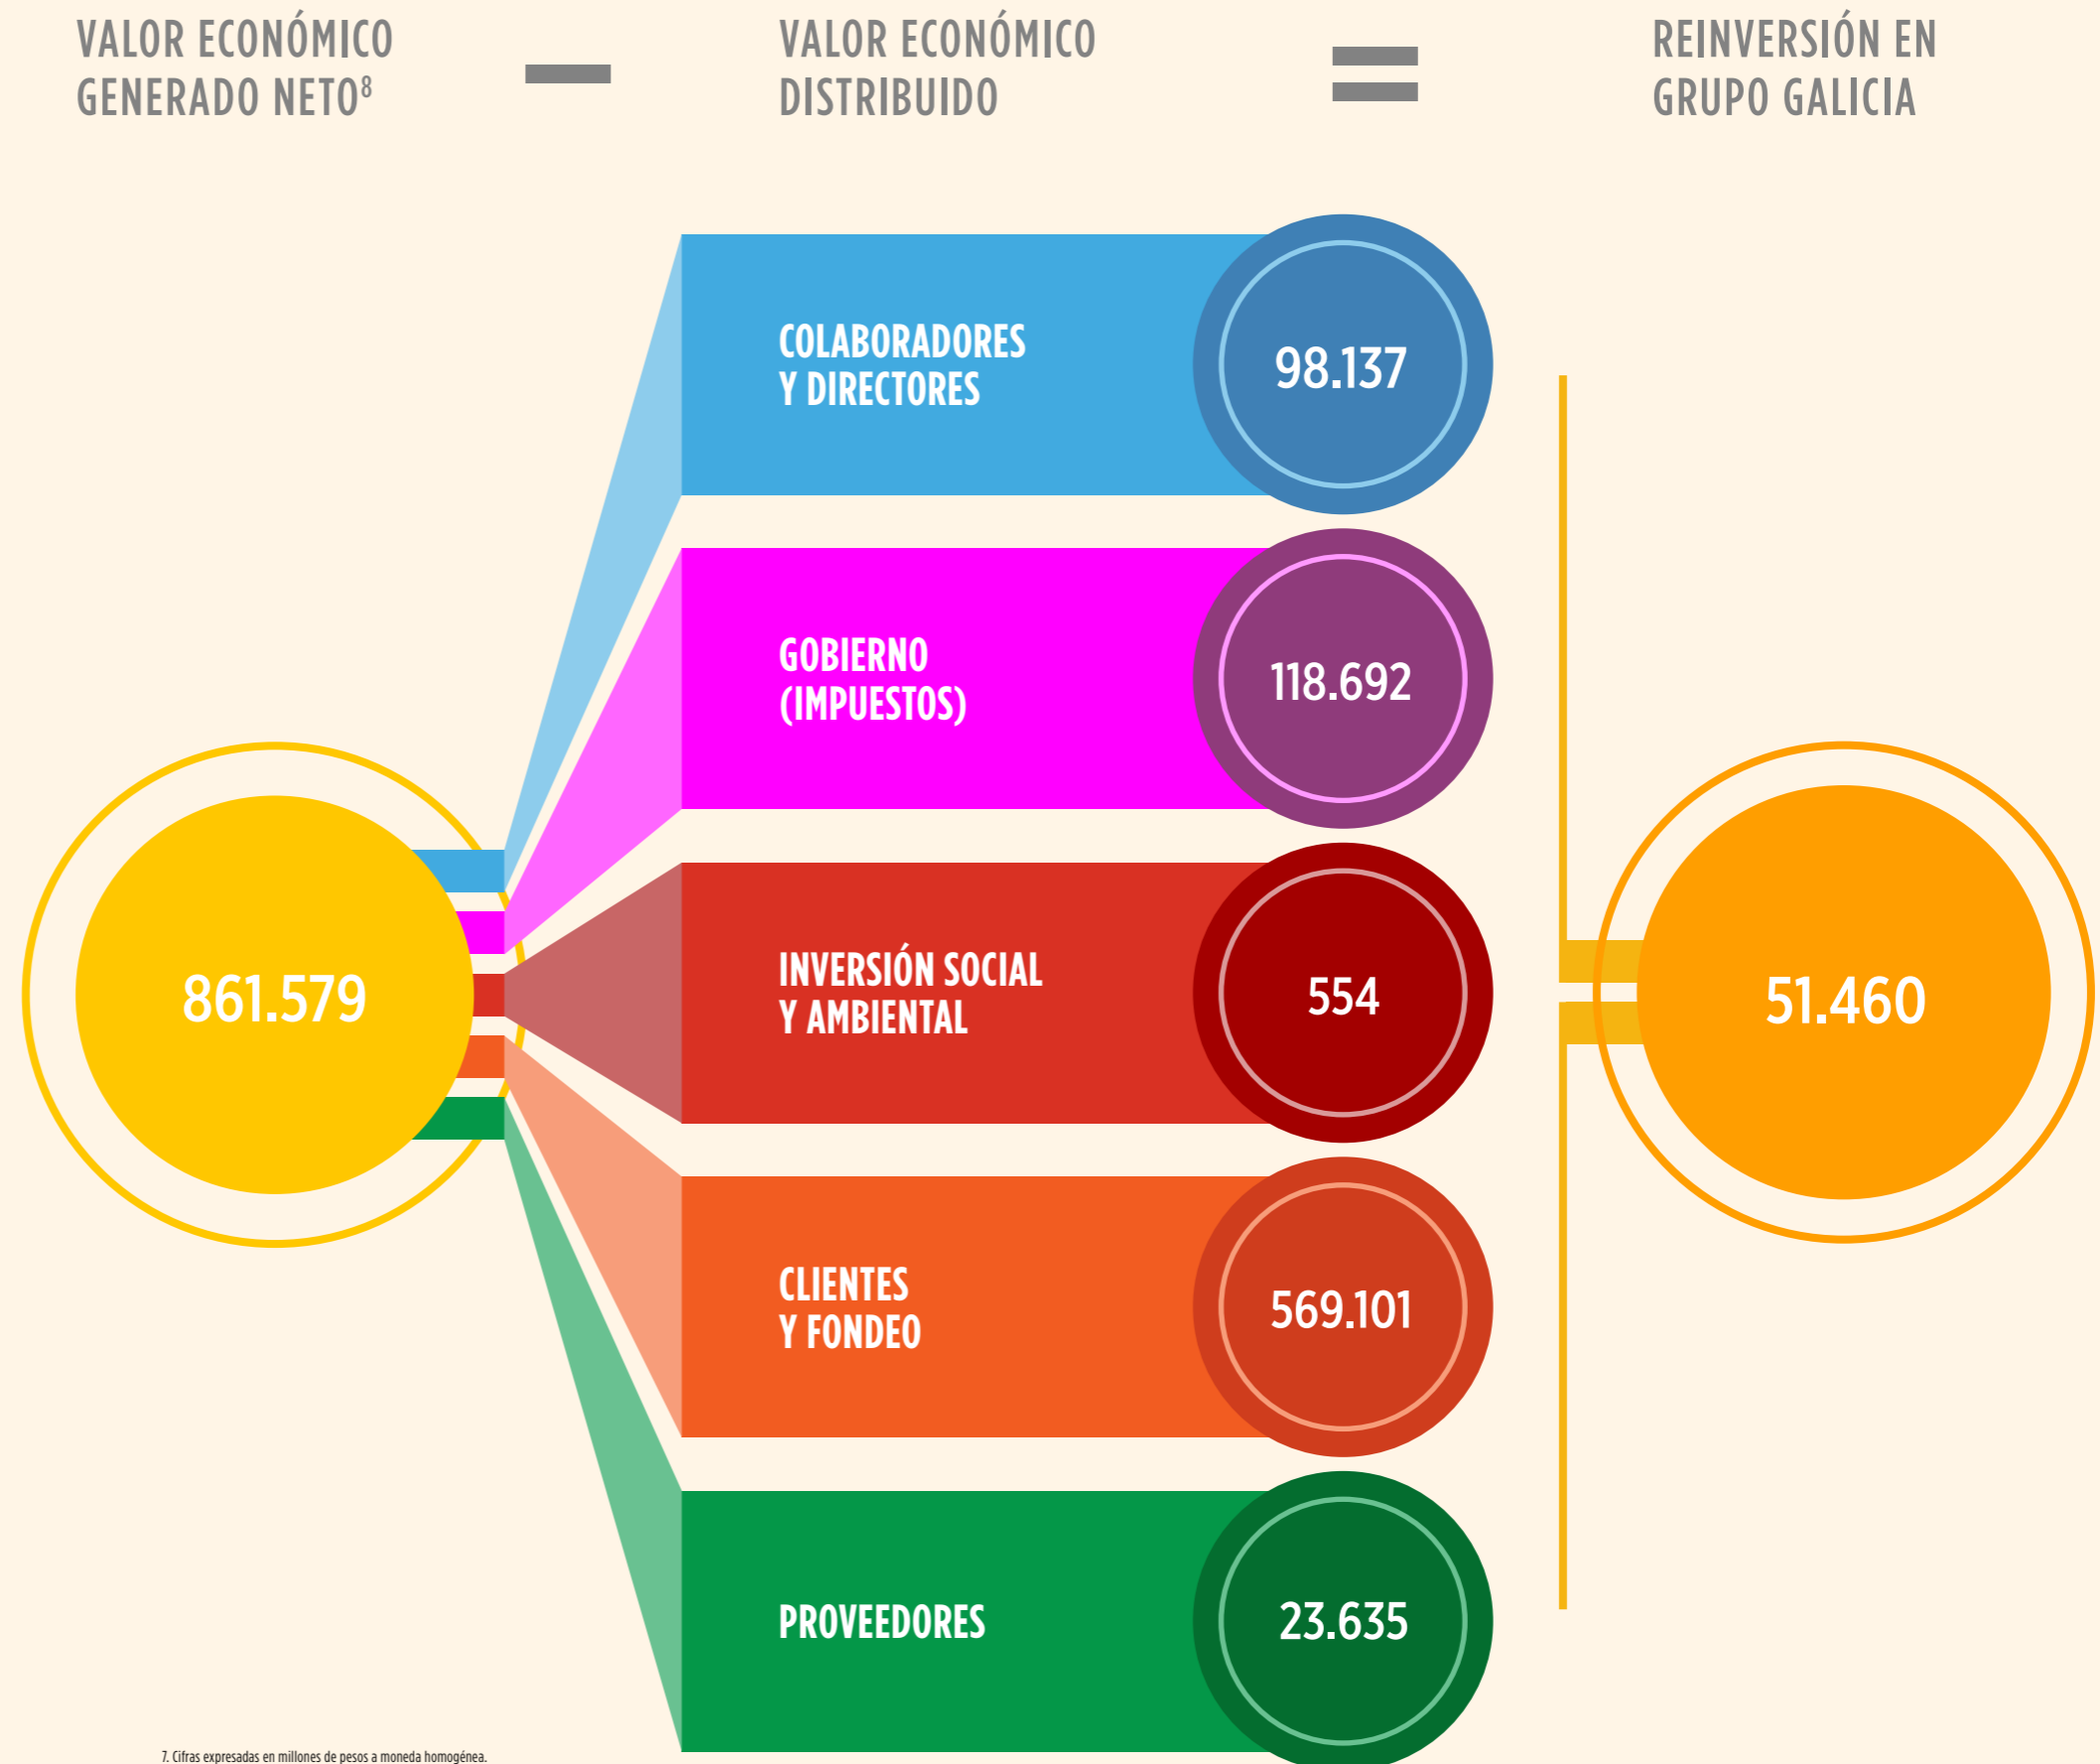 VALOR ECONÓMICO
GENERADO NETO⁸
VALOR ECONÓMICO
DISTRIBUIDO
REINVERSIÓN EN
GRUPO GALICIA
861.579
COLABORADORES
Y DIRECTORES
98.137
GOBIERNO
(IMPUESTOS)
118.692
INVERSIÓN SOCIAL
Y AMBIENTAL
554
CLIENTES
Y FONDEO
569.101
PROVEEDORES
23.635
51.460
7. Cifras expresadas en millones de pesos a moneda homogénea.